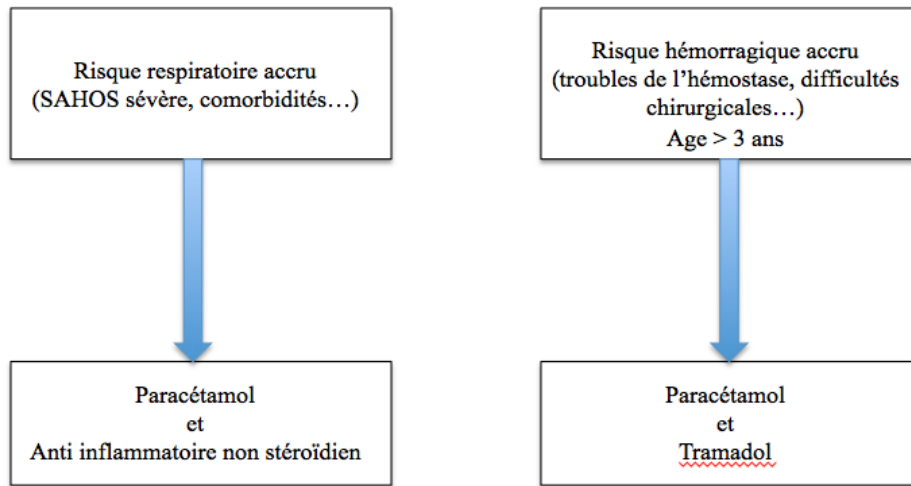 Risque respiratoire accru
(SAHOS sévère, comorbidités…)
Risque hémorragique accru
(troubles de l’hémostase, difficultés
chirurgicales…)
Age > 3 ans
Paracétamol
et
Anti inflammatoire non stéroïdien
Paracétamol
et
Tramadol